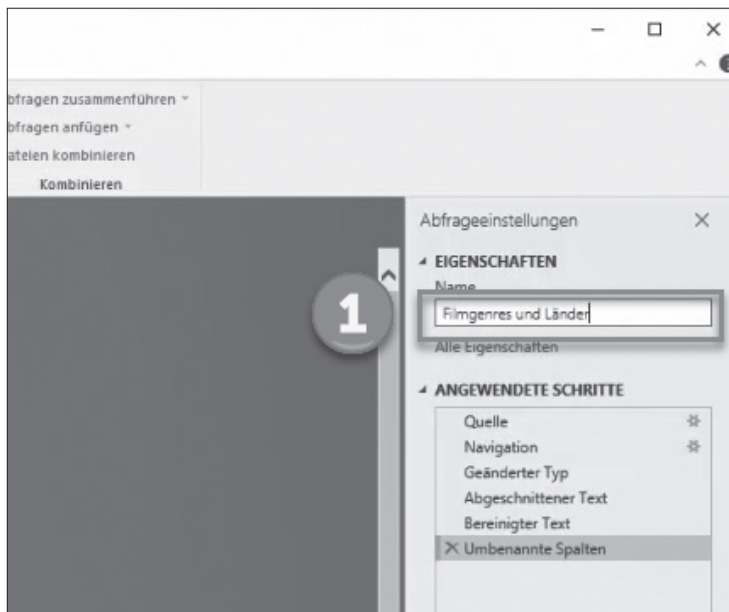 bfragen zusammenführen
bfragen anfügen
ateien kombinieren
Kombinieren
Abfrageeinstellungen
EIGENSCHAFTEN
Name
1
Filmgenres und Länder
Alle Eigenschaften
ANGEWENDETE SCHRITTE
Quelle
Navigation
Geänderter Typ
Abgeschnittener Text
Bereinigter Text
Umbenannte Spalten